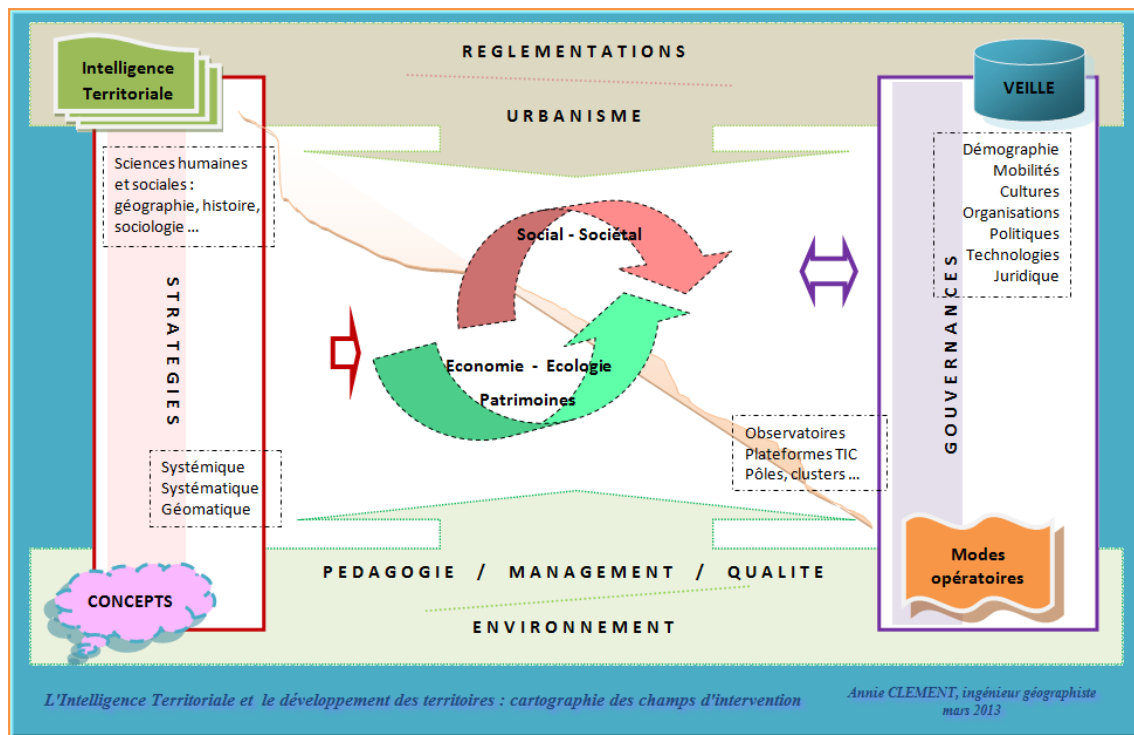 REGLEMENTATIONS
URBANISME
Intelligence
Territoriale
VEILLE
Sciences humaines
et sociales :
géographie, histoire,
sociologie ...
Démographie
Mobilités
Cultures
Organisations
Politiques
Technologies
Juridique
STRATEGIES
Social - Sociétal
Economie - Ecologie
Patrimoines
GOUVERNANCES
Observatoires
Plateformes TIC
Pôles, clusters ...
Systémique
Systématique
Géomatique
CONCEPTS
Modes
opératoires
PEDAGOGIE / MANAGEMENT / QUALITE
ENVIRONNEMENT
L'Intelligence Territoriale et le développement des territoires : cartographie des champs d'intervention
Annie CLEMENT, ingénieur géographiste
mars 2013